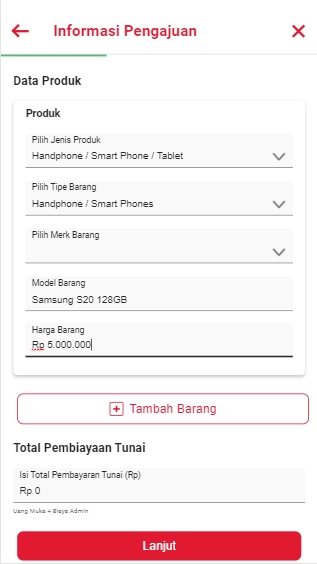 Informasi Pengajuan
Data Produk
Produk
Pilih Jenis Produk
Handphone / Smart Phone / Tablet
Pilih Tipe Barang
Handphone / Smart Phones
Pilih Merk Barang
Model Barang
Samsung S20 128GB
Harga Barang
Rp 5.000.000
Tambah Barang
Total Pembiayaan Tunai
Isi Total Pembayaran Tunai (Rp)
Rp 0
Uang Muka + Biaya Admin
Lanjut